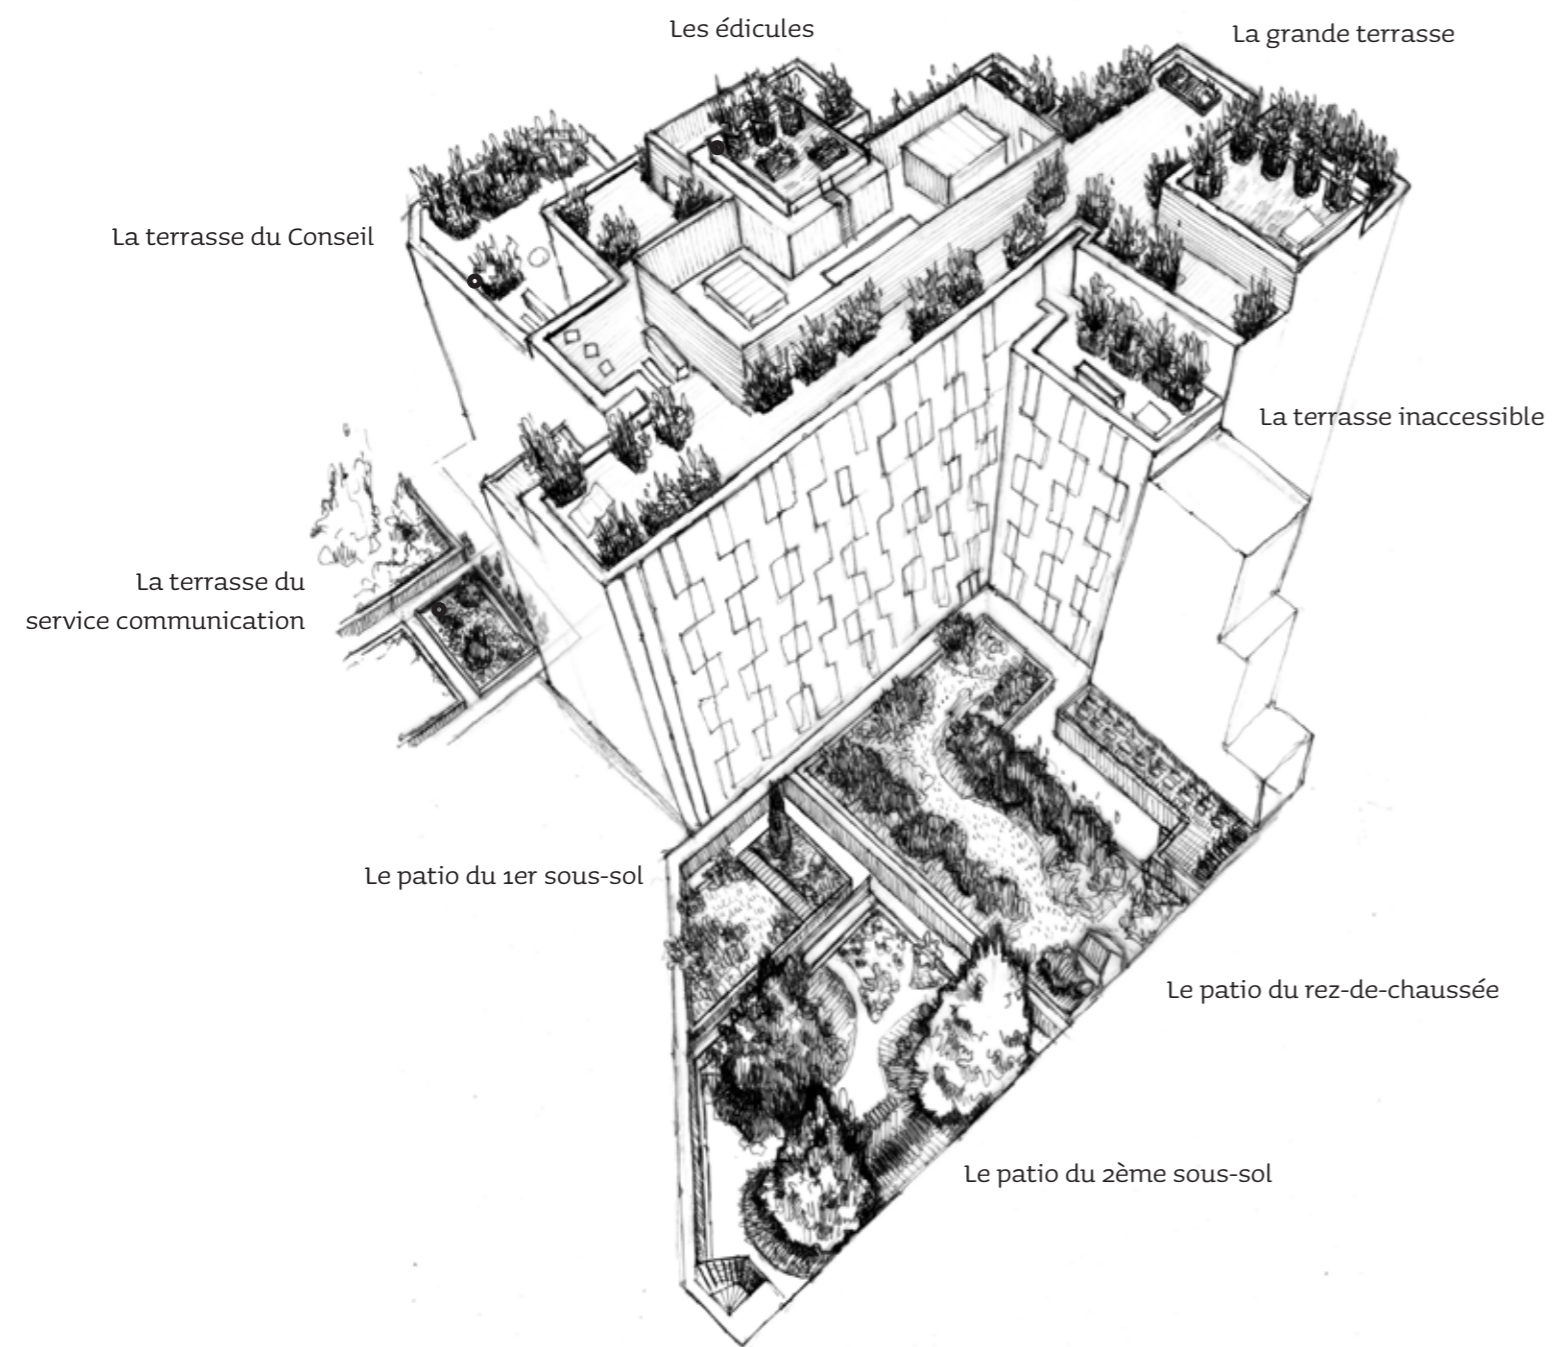 Les édicules
La grande terrasse
La terrasse du Conseil
La terrasse inaccessible
La terrasse du
service communication
Le patio du 1er sous-sol
Le patio du rez-de-chaussée
Le patio du 2ème sous-sol